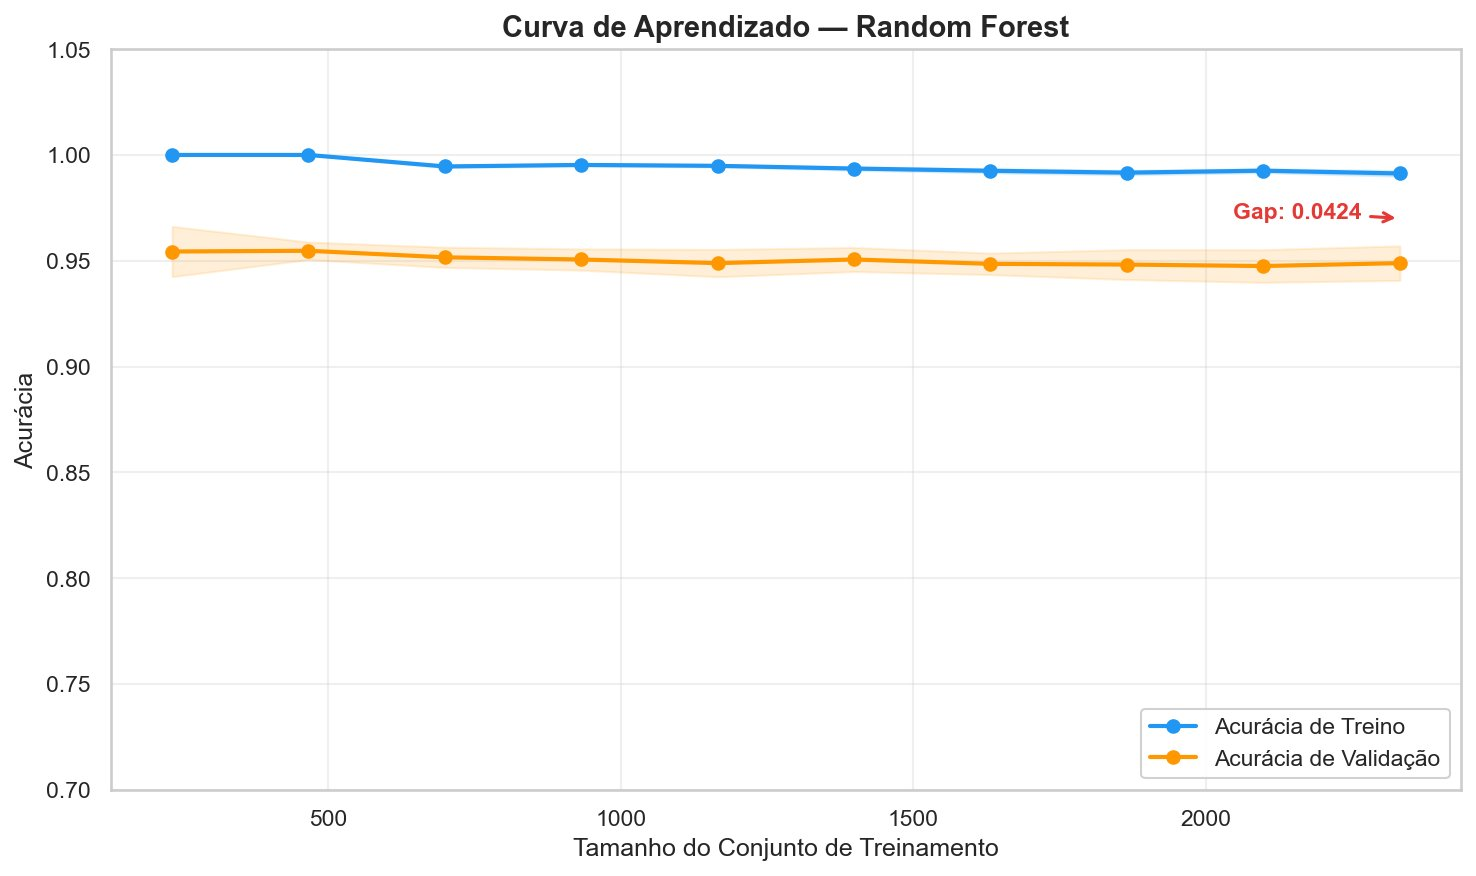 Curva de Aprendizado — Random Forest
1.05
1.00
0.95
0.90
0.85
0.80
0.75
0.70
Acurácia
Gap: 0.0424
Acurácia de Treino
Acurácia de Validação
500
1000
1500
2000
Tamanho do Conjunto de Treinamento